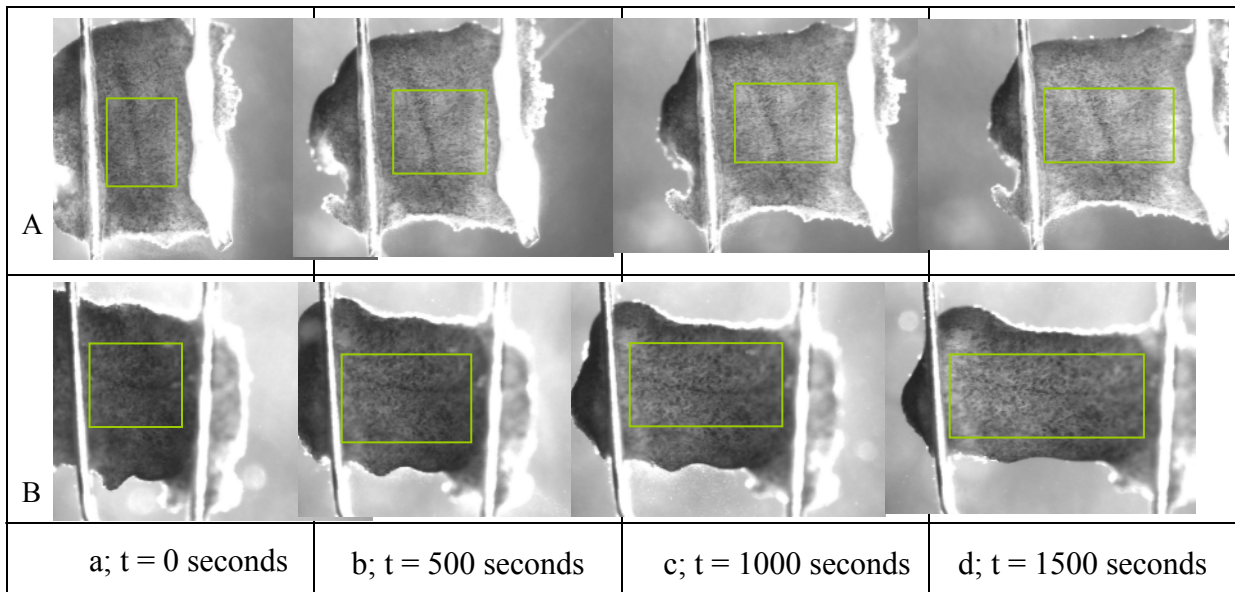 A
B
a; t = 0 seconds
b; t = 500 seconds
c; t = 1000 seconds
d; t = 1500 seconds